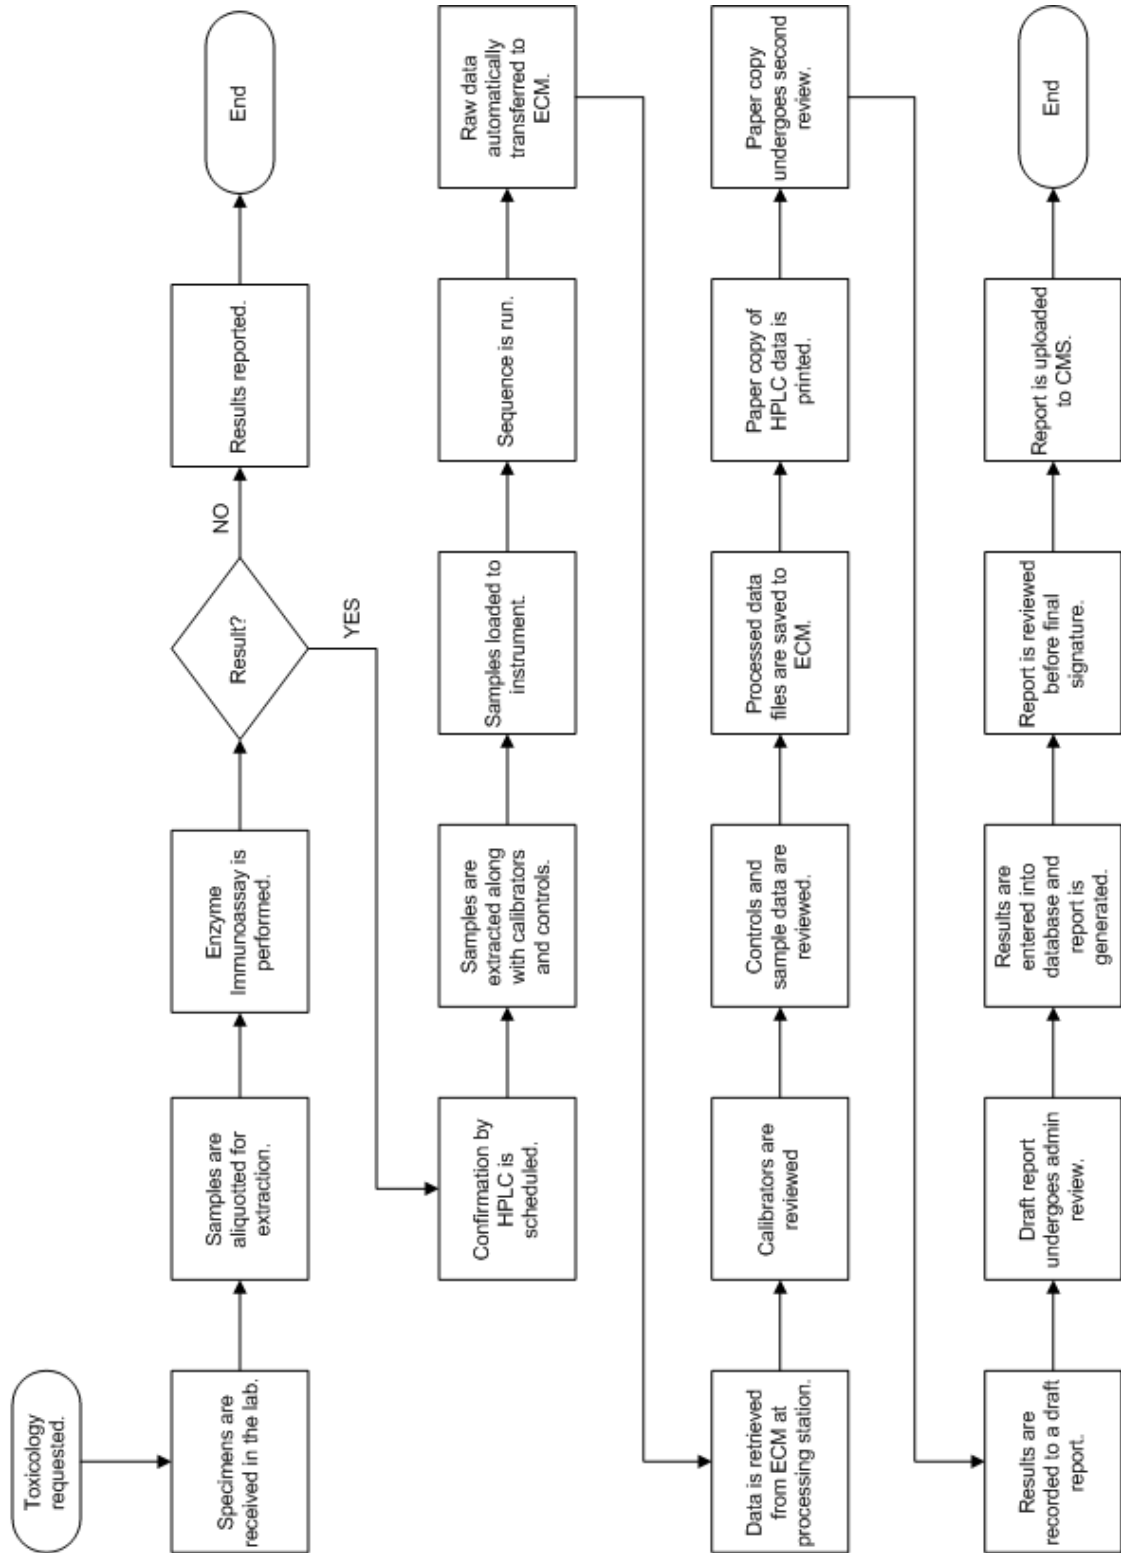 Toxicology
requested.
Specimens are
received in the lab.
Samples are
aliquotted for
extraction.
Enzyme
Immunoassay is
performed.
Result?
NO
YES
Results reported.
End
Confirmation by
HPLC is
scheduled.
Samples are
extracted along
with calibrators
and controls.
Samples loaded to
instrument.
Sequence is run.
Raw data
automatically
transferred to
ECM.
Data is retrieved
from ECM at
processing station.
Calibrators are
reviewed
Controls and
sample data are
reviewed.
Processed data
files are saved to
ECM.
Paper copy of
HPLC data is
printed.
Paper copy
undergoes second
review.
Results are
recorded to a draft
report.
Draft report
undergoes admin
review.
Results are
entered into
database and
report is
generated.
Report is reviewed
before final
signature.
Report is uploaded
to CMS.
End